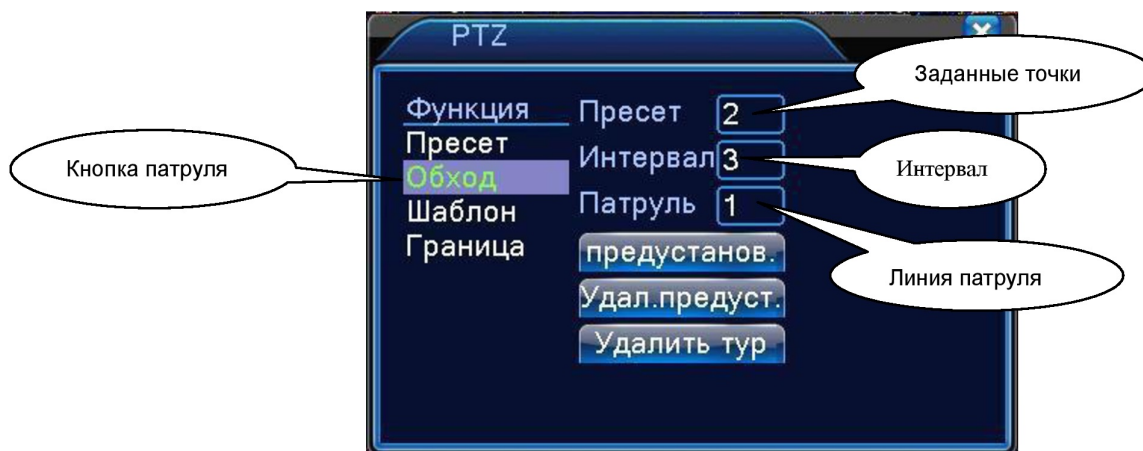 PTZ
Заданные точки
Функция
Пресет 2
Пресет
Интервал 3
Интервал
Кнопка патруля
Обход
Шаблон
Патруль 1
Граница
предустанов.
Линия патруля
Удал.предуст.
Удалить тур